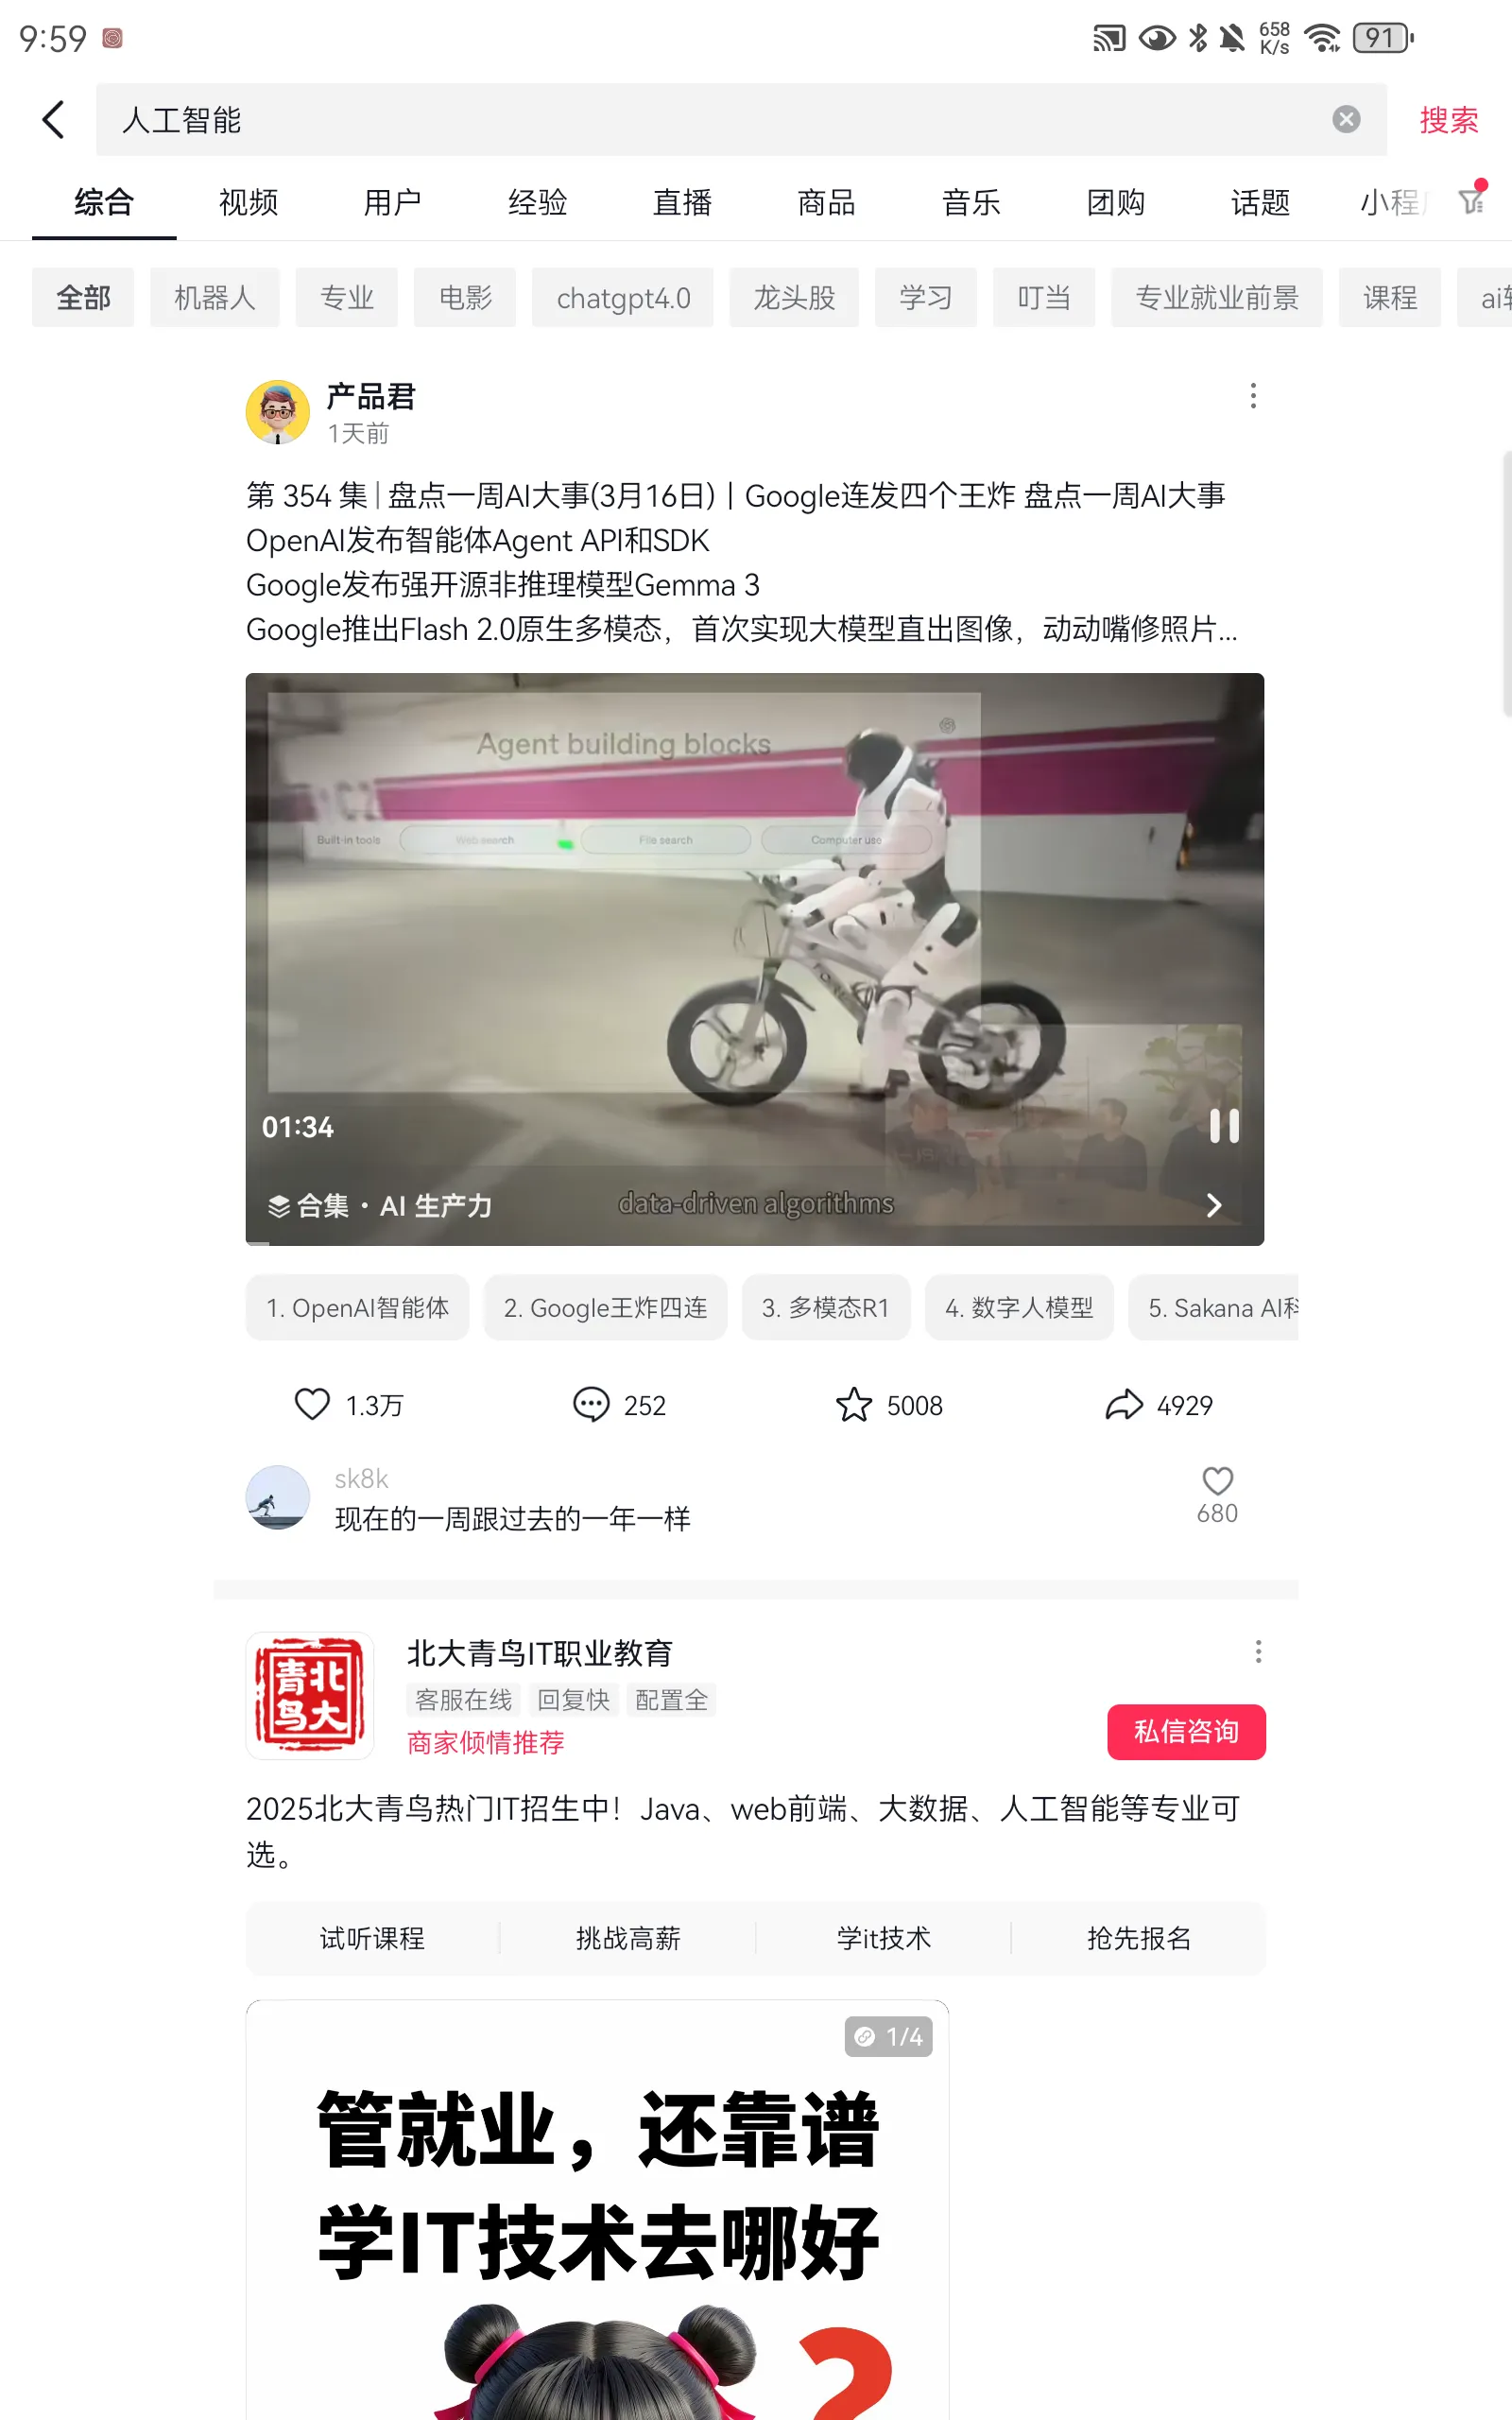 9:59
658
K/s
91
人工智能
搜索
综合 视频 用户 经验 直播 商品 音乐 团购 话题 小程
全部 机器人 专业 电影 chatgpt4.0 龙头股 学习 叮当 专业就业前景 课程 ai
产品君
1天前
第 354 集 | 盘点一周AI大事(3月16日)｜Google连发四个王炸 盘点一周AI大事
OpenAI发布智能体Agent API和SDK
Google发布强开源非推理模型Gemma 3
Google推出Flash 2.0原生多模态，首次实现大模型直出图像，动动嘴修照片...
Agent building blocks
Built-in tools Web search File search Computer use
01:34
合集・AI 生产力
data-driven algorithms
1. OpenAI智能体 2. Google王炸四连 3. 多模态R1 4. 数字人模型 5. Sakana AI科
1.3万 252 5008 4929
sk8k
现在的一周跟过去的一年一样
680
北大青鸟
北大青鸟IT职业教育
客服在线 回复快 配置全
商家倾情推荐
私信咨询
2025北大青鸟热门IT招生中！Java、web前端、大数据、人工智能等专业可
选。
试听课程 挑战高薪 学it技术 抢先报名
1/4
管就业，还靠谱
学IT技术去哪好
?